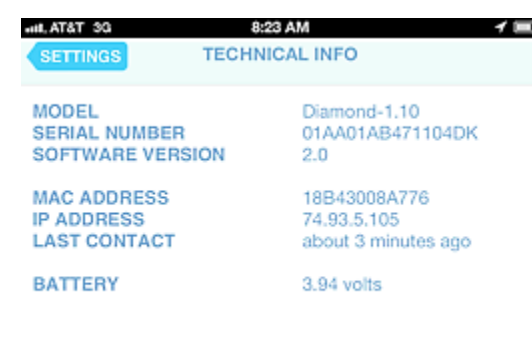 AT&T 3G 8:23 AM
SETTINGS TECHNICAL INFO
MODEL Diamond-1.10
SERIAL NUMBER 01AA01AB471104DK
SOFTWARE VERSION 2.0
MAC ADDRESS 18B43008A776
IP ADDRESS 74.93.5.105
LAST CONTACT about 3 minutes ago
BATTERY 3.94 volts